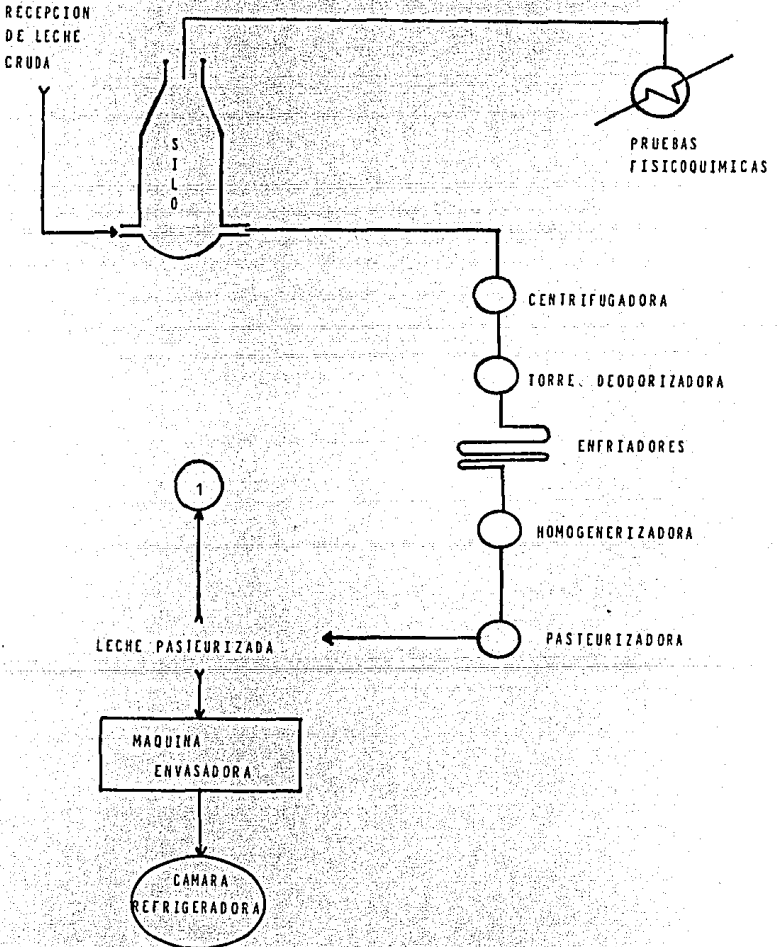 RECEPCION
DE LECHE
CRUDA
SILO
PRUEBAS
FISICOQUIMICAS
CENTRIFUGADORA
TORRE. DEODORIZADORA
ENFRIADORES
HOMOGENERIZADORA
PASTEURIZADORA
1
LECHE PASTEURIZADA
MAQUINA
ENVASADORA
CAMARA
REFRIGERADORA